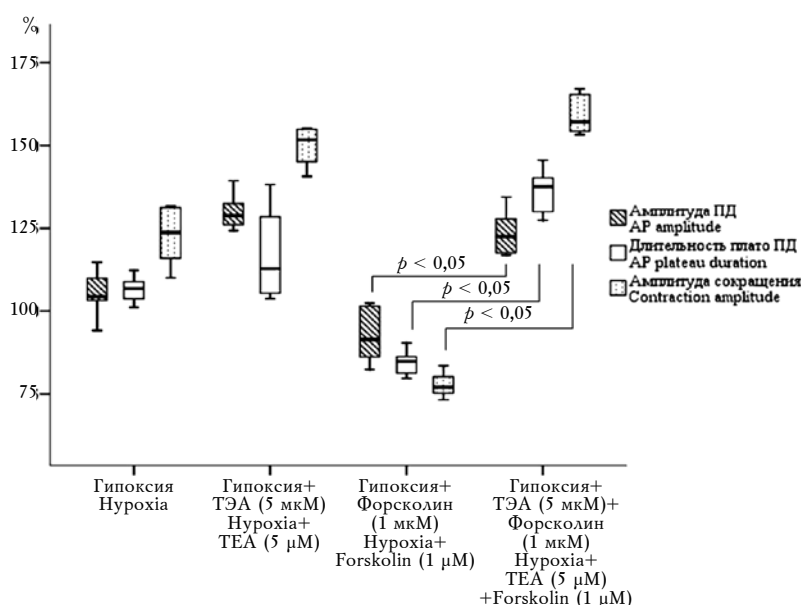 %
175
150
125
100
75
p < 0,05
p < 0,05
p < 0,05
Амплитуда ПД
AP amplitude
Длительность плато ПД
AP plateau duration
Амплитуда сокращения
Contraction amplitude
Гипоксия
Hypoxia
Гипоксия+
ТЭА (5 мкМ)
Hypoxia+
TEA (5 μM)
Гипоксия+
Форсколин
(1 мкМ)
Hypoxia+
Forskolin (1 μM)
Гипоксия+
ТЭА (5 мкМ)+
Форсколин
(1 мкМ)
Hypoxia+
TEA (5 μM)
+Forskolin (1 μM)